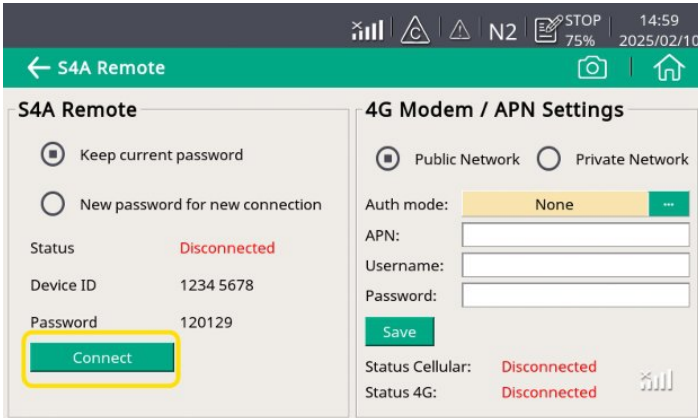 N2 STOP 14:59
75% 2025/02/10
S4A Remote
S4A Remote
Keep current password
New password for new connection
Status Disconnected
Device ID 1234 5678
Password 120129
Connect
4G Modem / APN Settings
Public Network Private Network
Auth mode: None ...
APN:
Username:
Password:
Save
Status Cellular: Disconnected
Status 4G: Disconnected